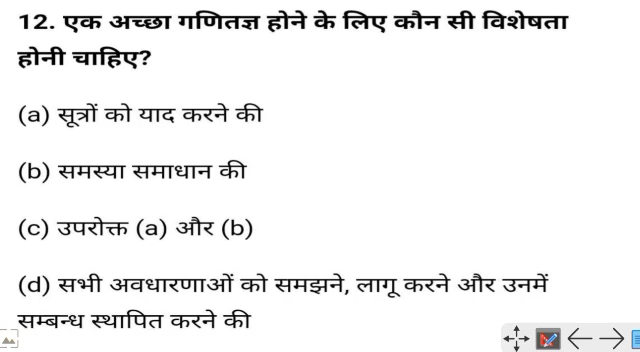 12. एक अच्छा गणितज्ञ होने के लिए कौन सी विशेषता
होनी चाहिए?
(a) सूत्रों को याद करने की
(b) समस्या समाधान की
(c) उपरोक्त (a) और (b)
(d) सभी अवधारणाओं को समझने, लागू करने और उनमें
सम्बन्ध स्थापित करने की